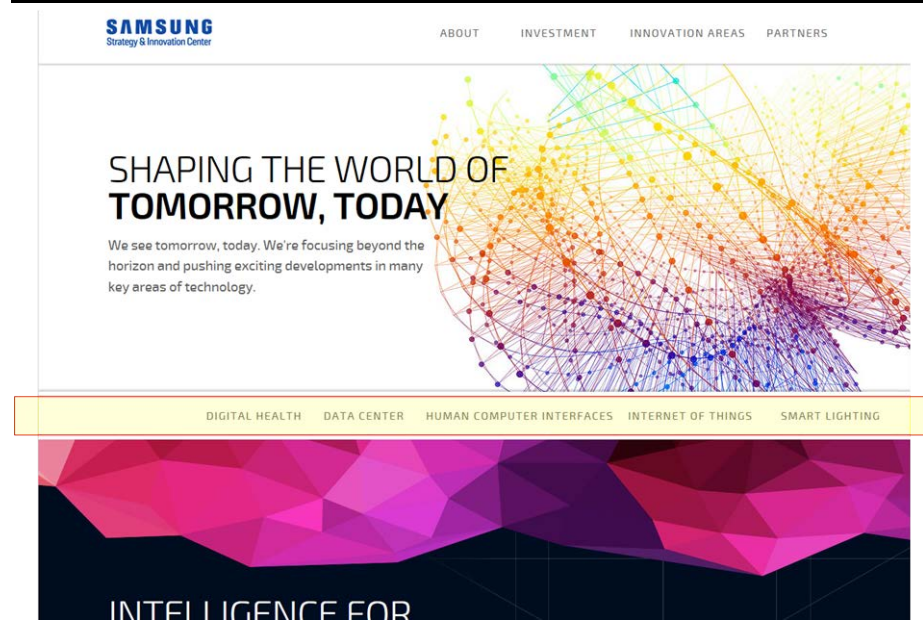 SAMSUNG
Strategy & Innovation Center
ABOUT INVESTMENT INNOVATION AREAS PARTNERS
SHAPING THE WORLD OF
TOMORROW, TODAY
We see tomorrow, today. We're focusing beyond the
horizon and pushing exciting developments in many
key areas of technology.
DIGITAL HEALTH DATA CENTER HUMAN COMPUTER INTERFACES INTERNET OF THINGS SMART LIGHTING
INTELLIGENCE FOR